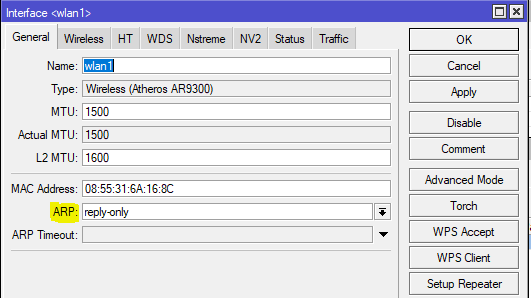 Interface <wlan1>
General Wireless HT WDS Nstreme NV2 Status Traffic
Name: wlan1
Type: Wireless (Atheros AR9300)
MTU: 1500
Actual MTU: 1500
L2 MTU: 1600
MAC Address: 08:55:31:6A:16:8C
ARP: reply-only
ARP Timeout:
OK
Cancel
Apply
Disable
Comment
Advanced Mode
Torch
WPS Accept
WPS Client
Setup Repeater